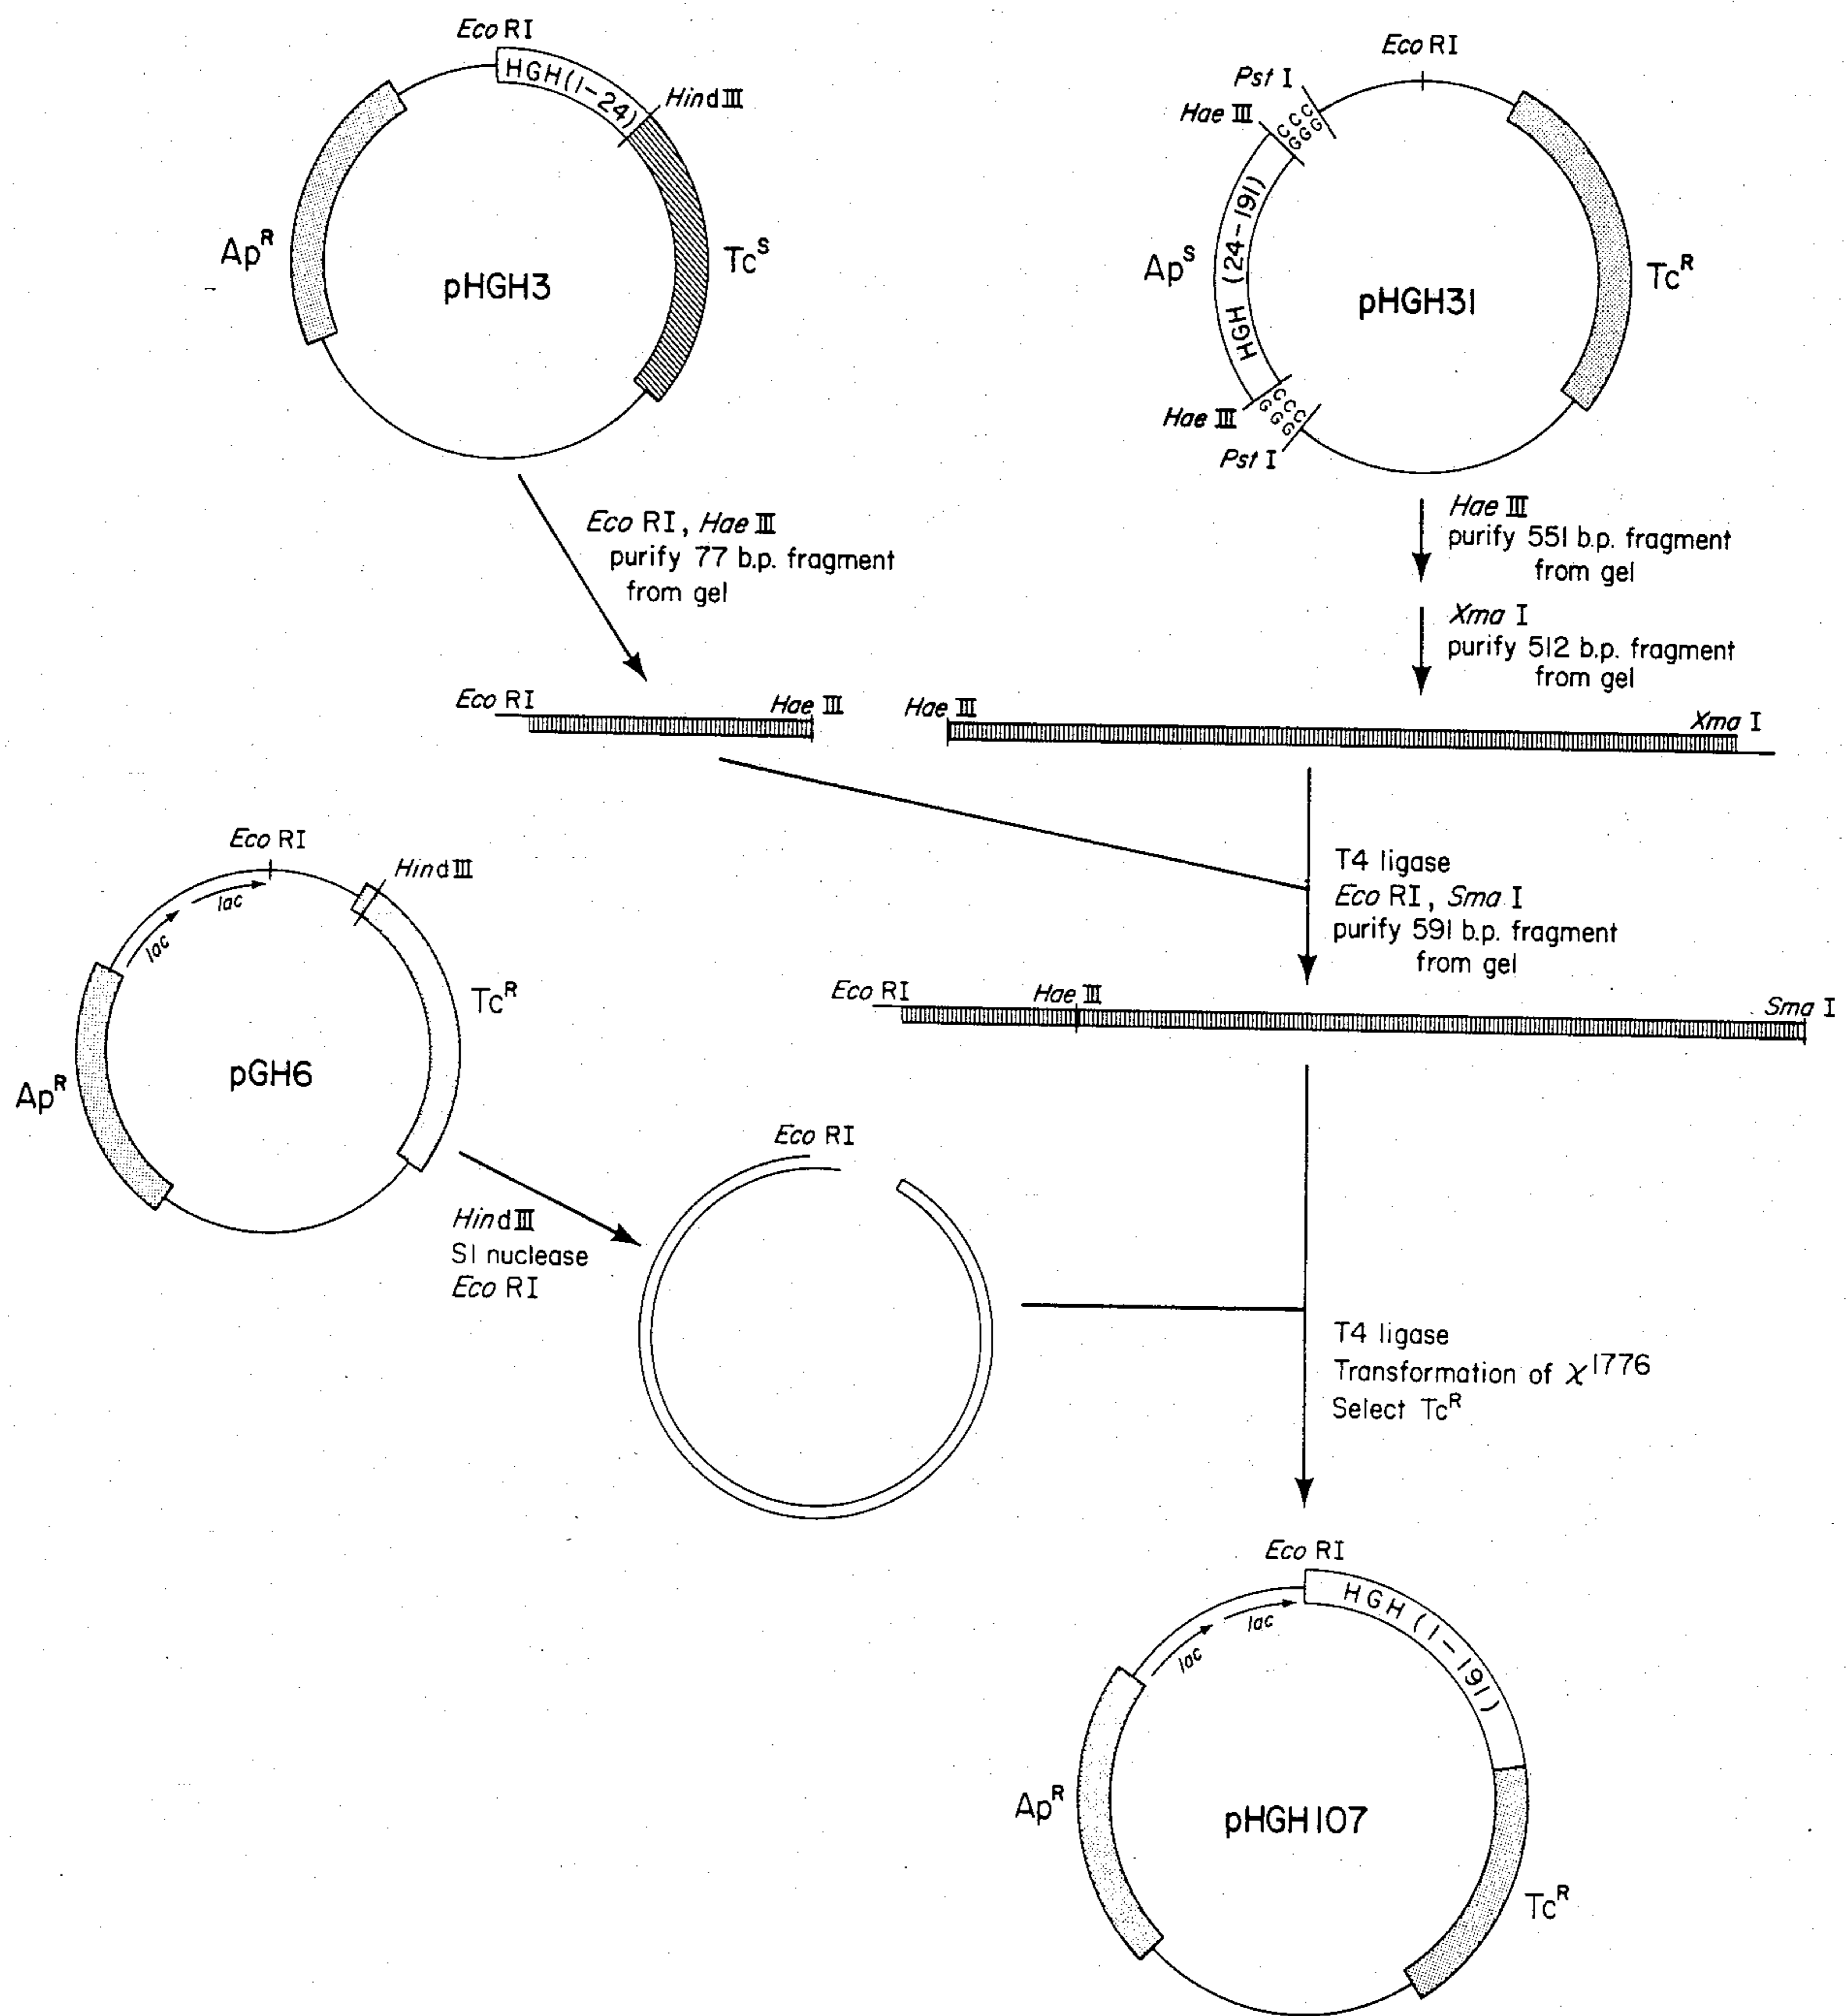 Eco RI
HGH(1-24)
Hind III
Ap^R
Tc^S
pHGH3
Eco RI
Pst I
Hae III
CCC
GGG
HGH (24-191)
Ap^S
Tc^R
pHGH31
Hae III
CCC
GGG
Pst I
Eco RI, Hae III
purify 77 b.p. fragment
from gel
Hae III
purify 551 b.p. fragment
from gel
Xma I
purify 512 b.p. fragment
from gel
Eco RI
Hae III
Hae III
Xma I
T4 ligase
Eco RI, Sma I
purify 591 b.p. fragment
from gel
Eco RI
Hind III
lac
lac
Tc^R
Ap^R
pGH6
Eco RI
Hae III
Sma I
Hind III
S1 nuclease
Eco RI
Eco RI
T4 ligase
Transformation of χ1776
Select Tc^R
Eco RI
HGH (1-191)
lac
lac
Ap^R
pHGH107
Tc^R